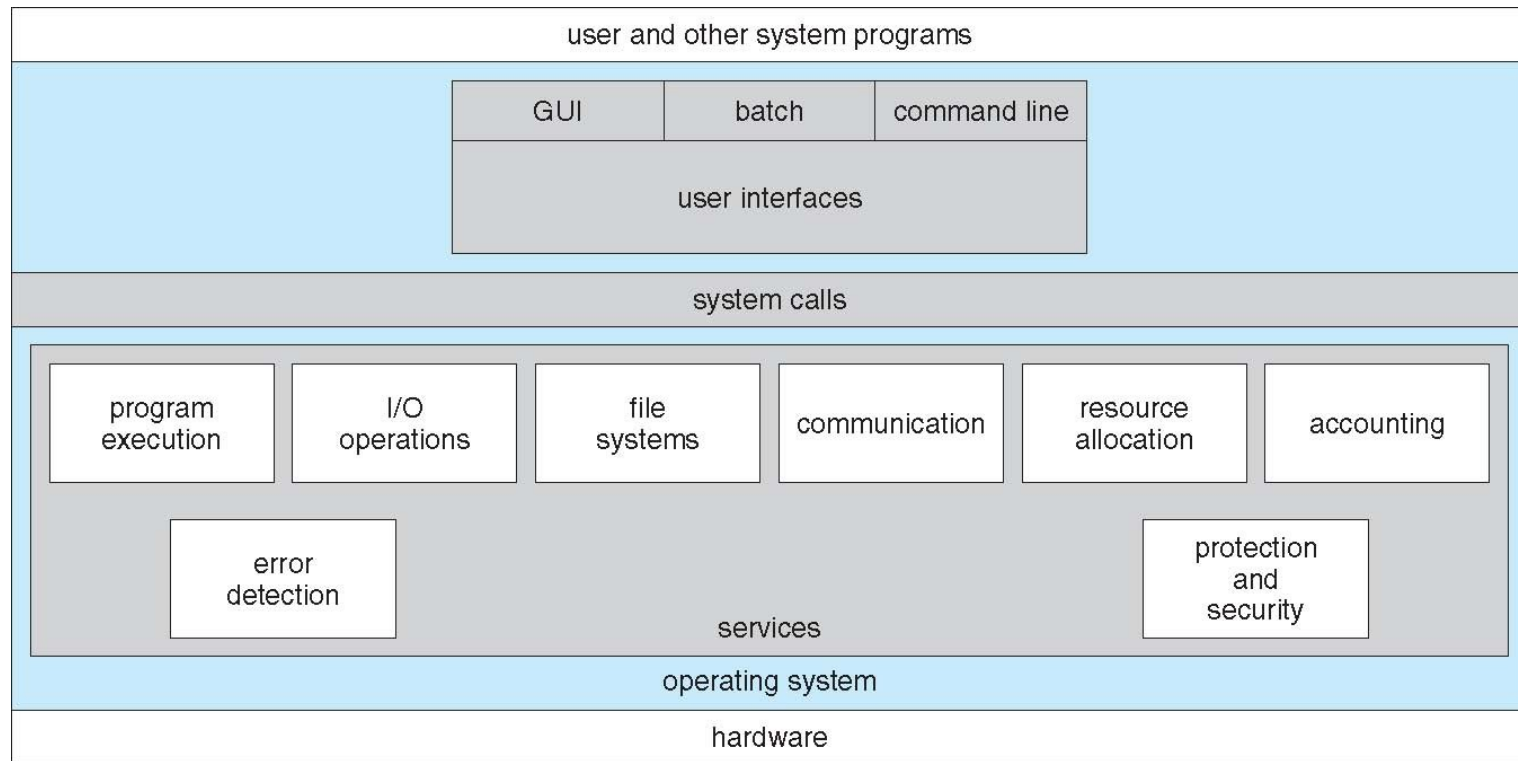 user and other system programs
GUI
batch
command line
user interfaces
system calls
program
execution
I/O
operations
file
systems
communication
resource
allocation
accounting
error
detection
protection
and
security
services
operating system
hardware